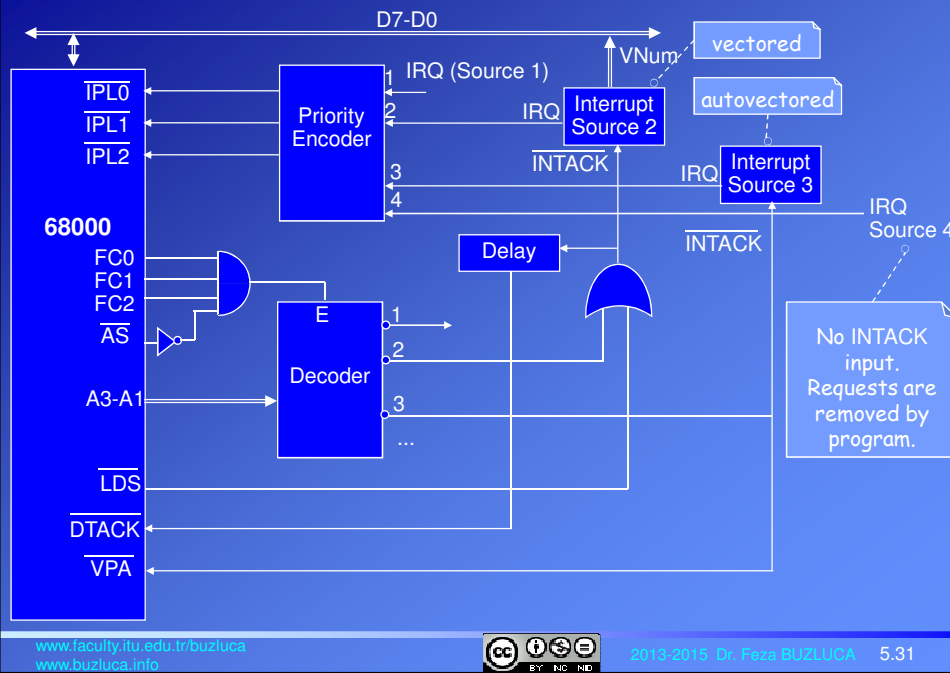 D7-D0
VNum
vectored
autovectored
IPL0
IPL1
IPL2
68000
FC0
FC1
FC2
AS
A3-A1
LDS
DTACK
VPA
Priority
Encoder
1
IRQ (Source 1)
2
IRQ
Interrupt
Source 2
INTACK
3
IRQ
Interrupt
Source 3
4
IRQ
Source 4
INTACK
Delay
E
Decoder
1
2
3
...
No INTACK
input.
Requests are
removed by
program.
www.faculty.itu.edu.tr/buzluca
www.buzluca.info
cc
BY NC ND
2013-2015 Dr. Feza BUZLUCA
5.31